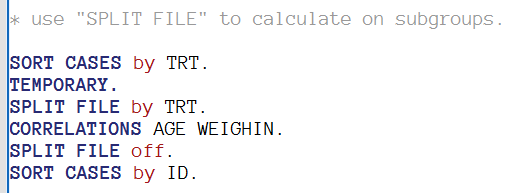 * use "SPLIT FILE" to calculate on subgroups.
SORT CASES by TRT.
TEMPORARY.
SPLIT FILE by TRT.
CORRELATIONS AGE WEIGHIN.
SPLIT FILE off.
SORT CASES by ID.